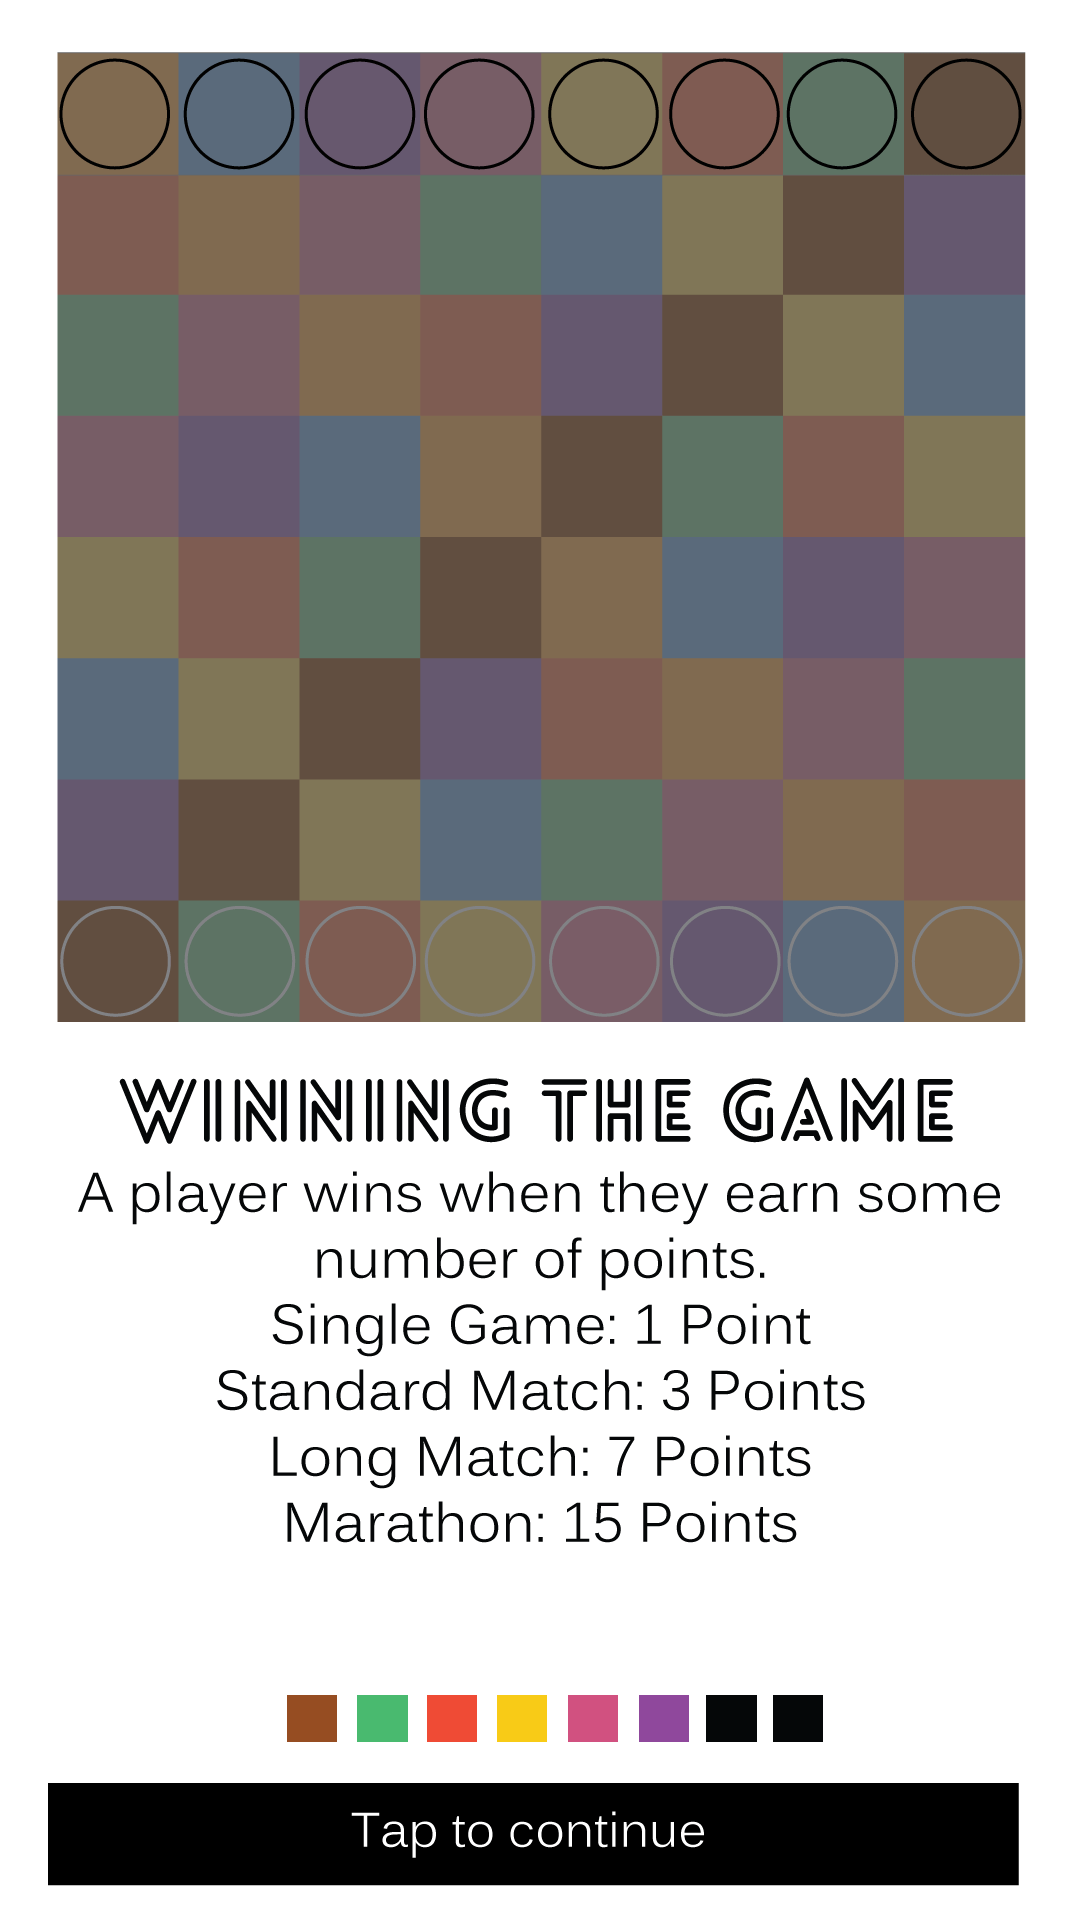 WINNING THE GAME
A player wins when they earn some
number of points.
Single Game: 1 Point
Standard Match: 3 Points
Long Match: 7 Points
Marathon: 15 Points
Tap to continue